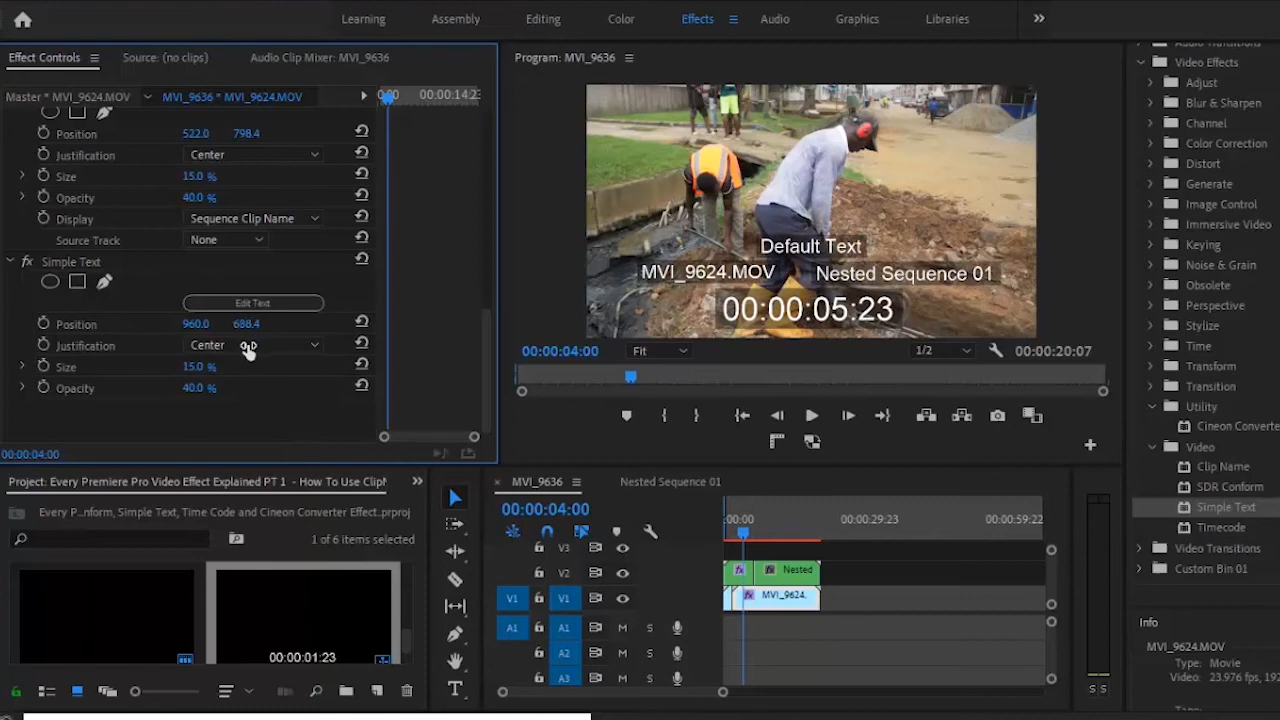 Learning Assembly Editing Color Effects Audio Graphics Libraries
Effect Controls Source: (no clips) Audio Clip Mixer: MVI_9636
Master * MVI_9624.MOV MVI_9636 * MVI_9624.MOV
00:00 00:00:14:23
Position 522.0 798.4
Justification Center
Size 15.0 %
Opacity 40.0 %
Display Sequence Clip Name
Source Track None
fx Simple Text
Edit Text
Position 960.0 688.4
Justification Center
Size 15.0 %
Opacity 40.0 %
00:00:04:00
Program: MVI_9636
Default Text
MVI_9624.MOV Nested Sequence 01
00:00:05:23
00:00:04:00 Fit 1/2 00:00:20:07
Audio Transitions
Video Effects
Adjust
Blur & Sharpen
Channel
Color Correction
Distort
Generate
Image Control
Immersive Video
Keying
Noise & Grain
Obsolete
Perspective
Stylize
Time
Transform
Transition
Utility
Cineon Converte
Video
Clip Name
SDR Conform
Simple Text
Timecode
Video Transitions
Custom Bin 01
Info
MVI_9624.MOV
Type: Movie
Video: 23.976 fps, 192
Project: Every Premiere Pro Video Effect Explained PT 1 - How To Use ClipN
Every P...nform, Simple Text, Time Code and Cineon Converter Effect..prproj
1 of 6 items selected
00:00:01:23
MVI_9636 Nested Sequence 01
00:00:04:00
:00:00 00:00:29:23 00:00:59:22
V3
V2 fx fx Nested
V1 V1 fx MVI_9624.
A1 A1 M S
A2 M S
A3 M S
S S